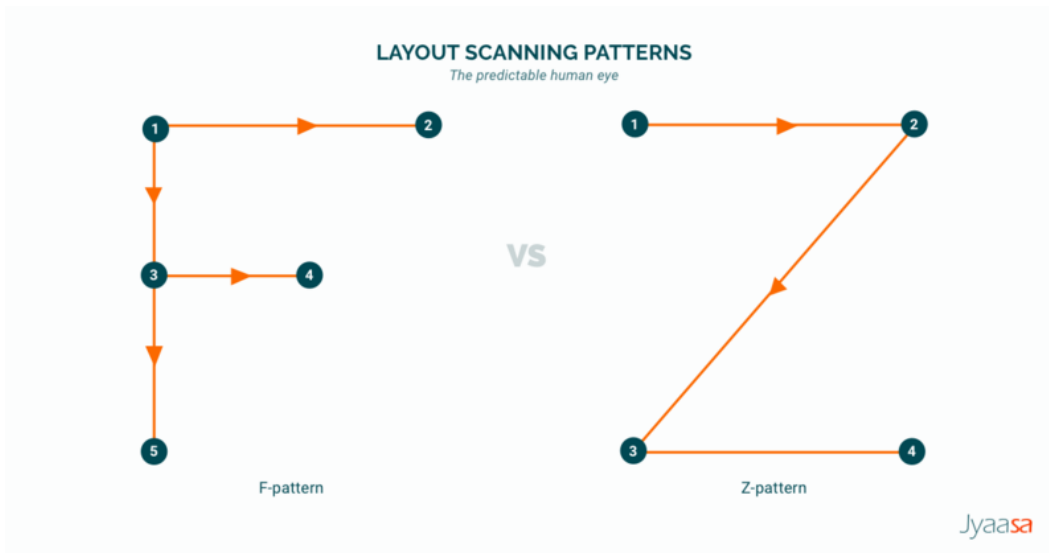 LAYOUT SCANNING PATTERNS
The predictable human eye
1
2
3
4
5
F-pattern
VS
1
2
3
4
Z-pattern
Jyaasa